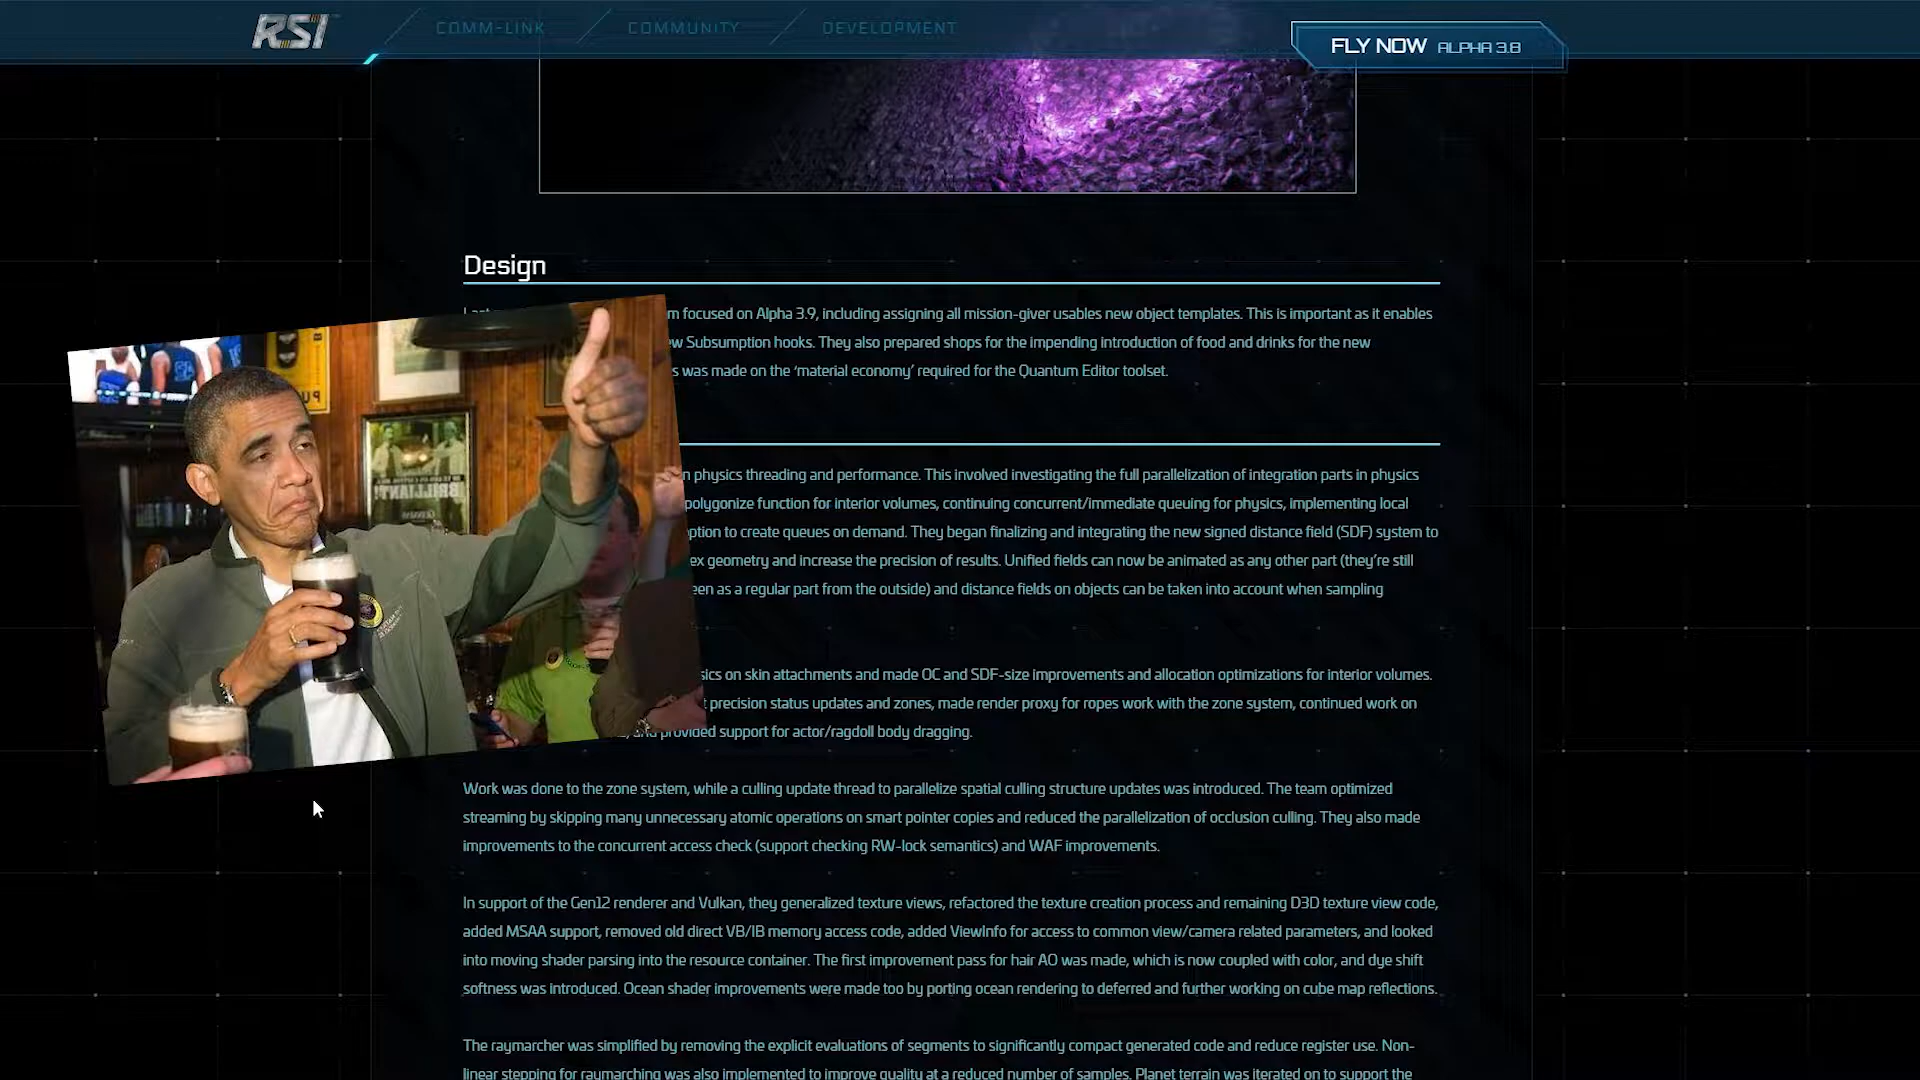 RSI
COMM-LINK
COMMUNITY
DEVELOPMENT
FLY NOW ALPHA 3.8
Design
focused on Alpha 3.9, including assigning all mission-giver usables new object templates. This is important as it enables
Subsumption hooks. They also prepared shops for the impending introduction of food and drinks for the new
was made on the ‘material economy’ required for the Quantum Editor toolset.
physics threading and performance. This involved investigating the full parallelization of integration parts in physics
polygonize function for interior volumes, continuing concurrent/immediate queuing for physics, implementing local
to create queues on demand. They began finalizing and integrating the new signed distance field (SDF) system to
geometry and increase the precision of results. Unified fields can now be animated as any other part (they’re still
as a regular part from the outside) and distance fields on objects can be taken into account when sampling
BRILLIANT!
on skin attachments and made OC and SDF-size improvements and allocation optimizations for interior volumes.
precision status updates and zones, made render proxy for ropes work with the zone system, continued work on
and provided support for actor/ragdoll body dragging.
Work was done to the zone system, while a culling update thread to parallelize spatial culling structure updates was introduced. The team optimized
streaming by skipping many unnecessary atomic operations on smart pointer copies and reduced the parallelization of occlusion culling. They also made
improvements to the concurrent access check (support checking RW-lock semantics) and WAF improvements.
In support of the Gen12 renderer and Vulkan, they generalized texture views, refactored the texture creation process and remaining D3D texture view code,
added MSAA support, removed old direct VB/IB memory access code, added ViewInfo for access to common view/camera related parameters, and looked
into moving shader parsing into the resource container. The first improvement pass for hair AO was made, which is now coupled with color, and dye shift
softness was introduced. Ocean shader improvements were made too by porting ocean rendering to deferred and further working on cube map reflections.
The raymarcher was simplified by removing the explicit evaluations of segments to significantly compact generated code and reduce register use. Non-
linear stepping for raymarching was also implemented to improve quality at a reduced number of samples. Planet terrain was iterated on to support the